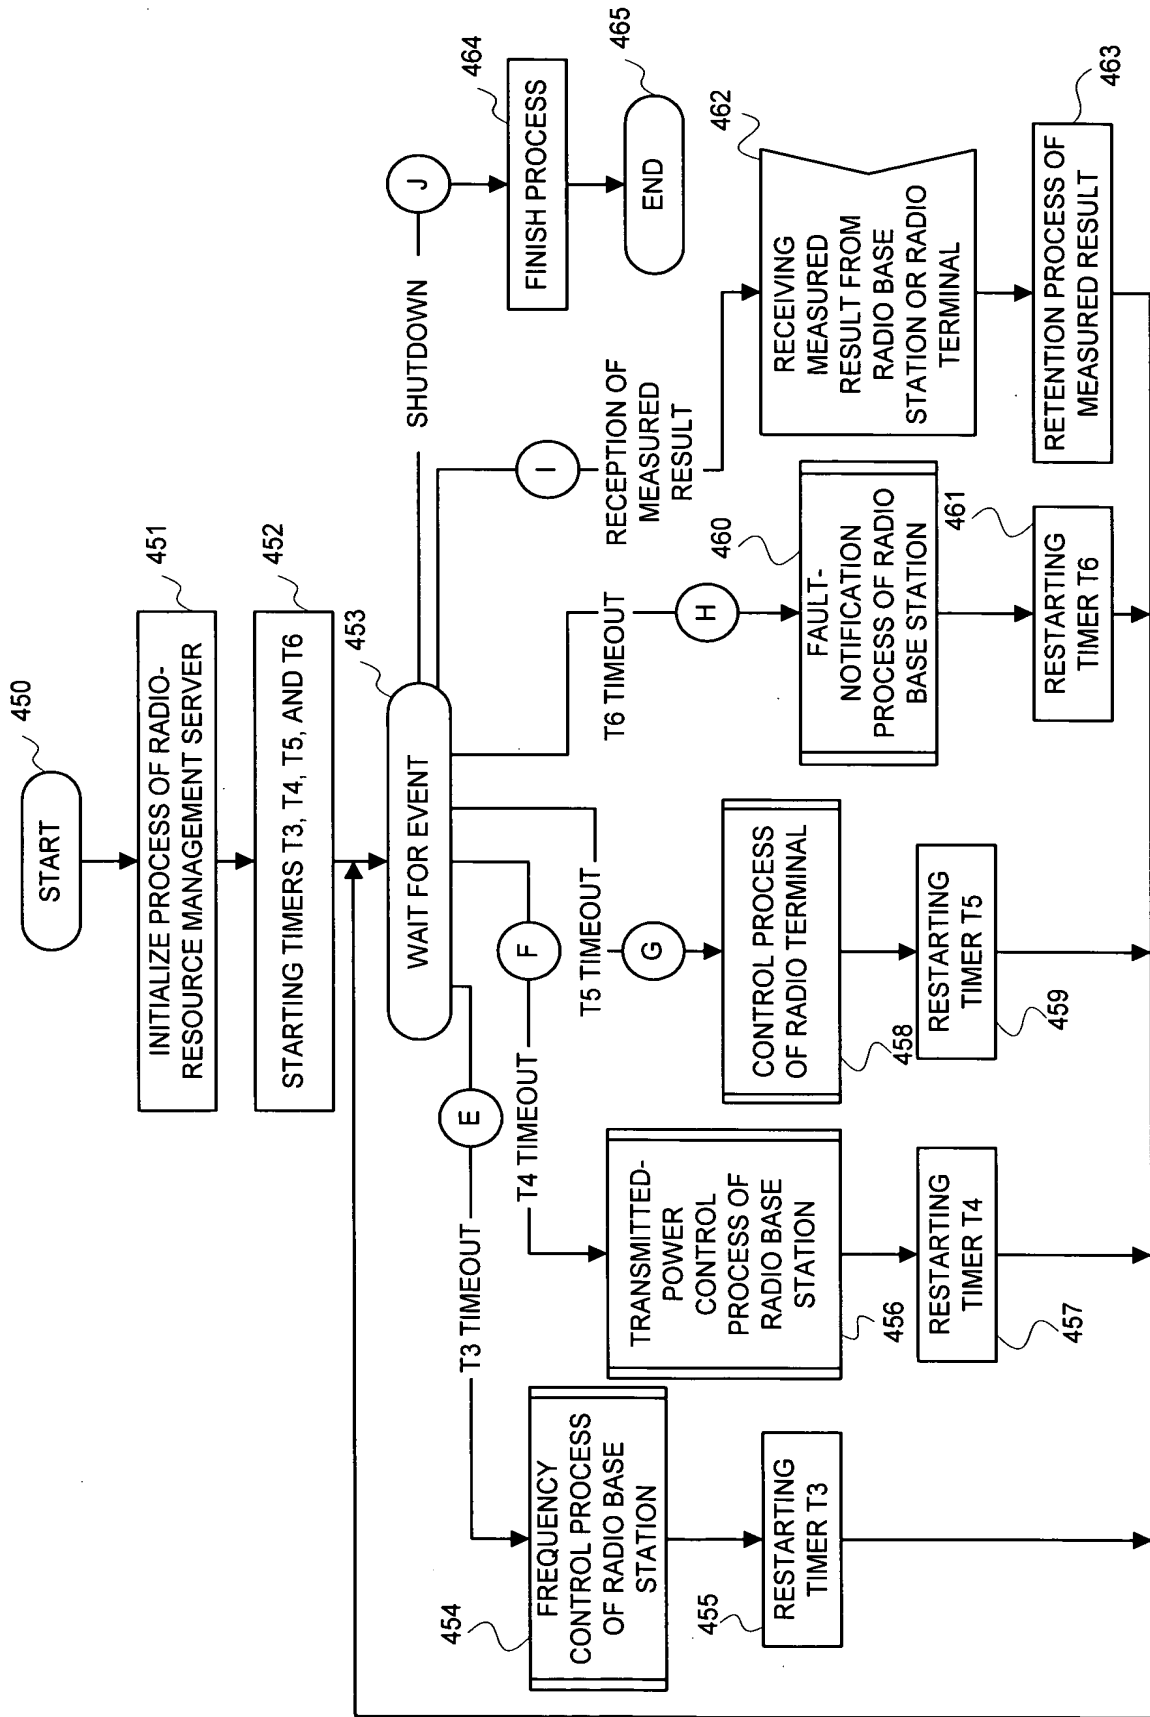 450
START
451
INITIALIZE PROCESS OF RADIO-
RESOURCE MANAGEMENT SERVER
452
STARTING TIMERS T3, T4, T5, AND T6
453
WAIT FOR EVENT
E
T3 TIMEOUT
454
FREQUENCY
CONTROL PROCESS
OF RADIO BASE
STATION
455
RESTARTING
TIMER T3
F
T4 TIMEOUT
TRANSMITTED-
POWER
CONTROL
PROCESS OF
RADIO BASE
STATION
456
RESTARTING
TIMER T4
457
T5 TIMEOUT
G
CONTROL PROCESS
OF RADIO TERMINAL
458
RESTARTING
TIMER T5
459
T6 TIMEOUT
H
460
FAULT-
NOTIFICATION
PROCESS OF RADIO
BASE STATION
461
RESTARTING
TIMER T6
I
RECEPTION OF
MEASURED
RESULT
462
RECEIVING
MEASURED
RESULT FROM
RADIO BASE
STATION OR RADIO
TERMINAL
463
RETENTION PROCESS OF
MEASURED RESULT
SHUTDOWN
J
464
FINISH PROCESS
465
END